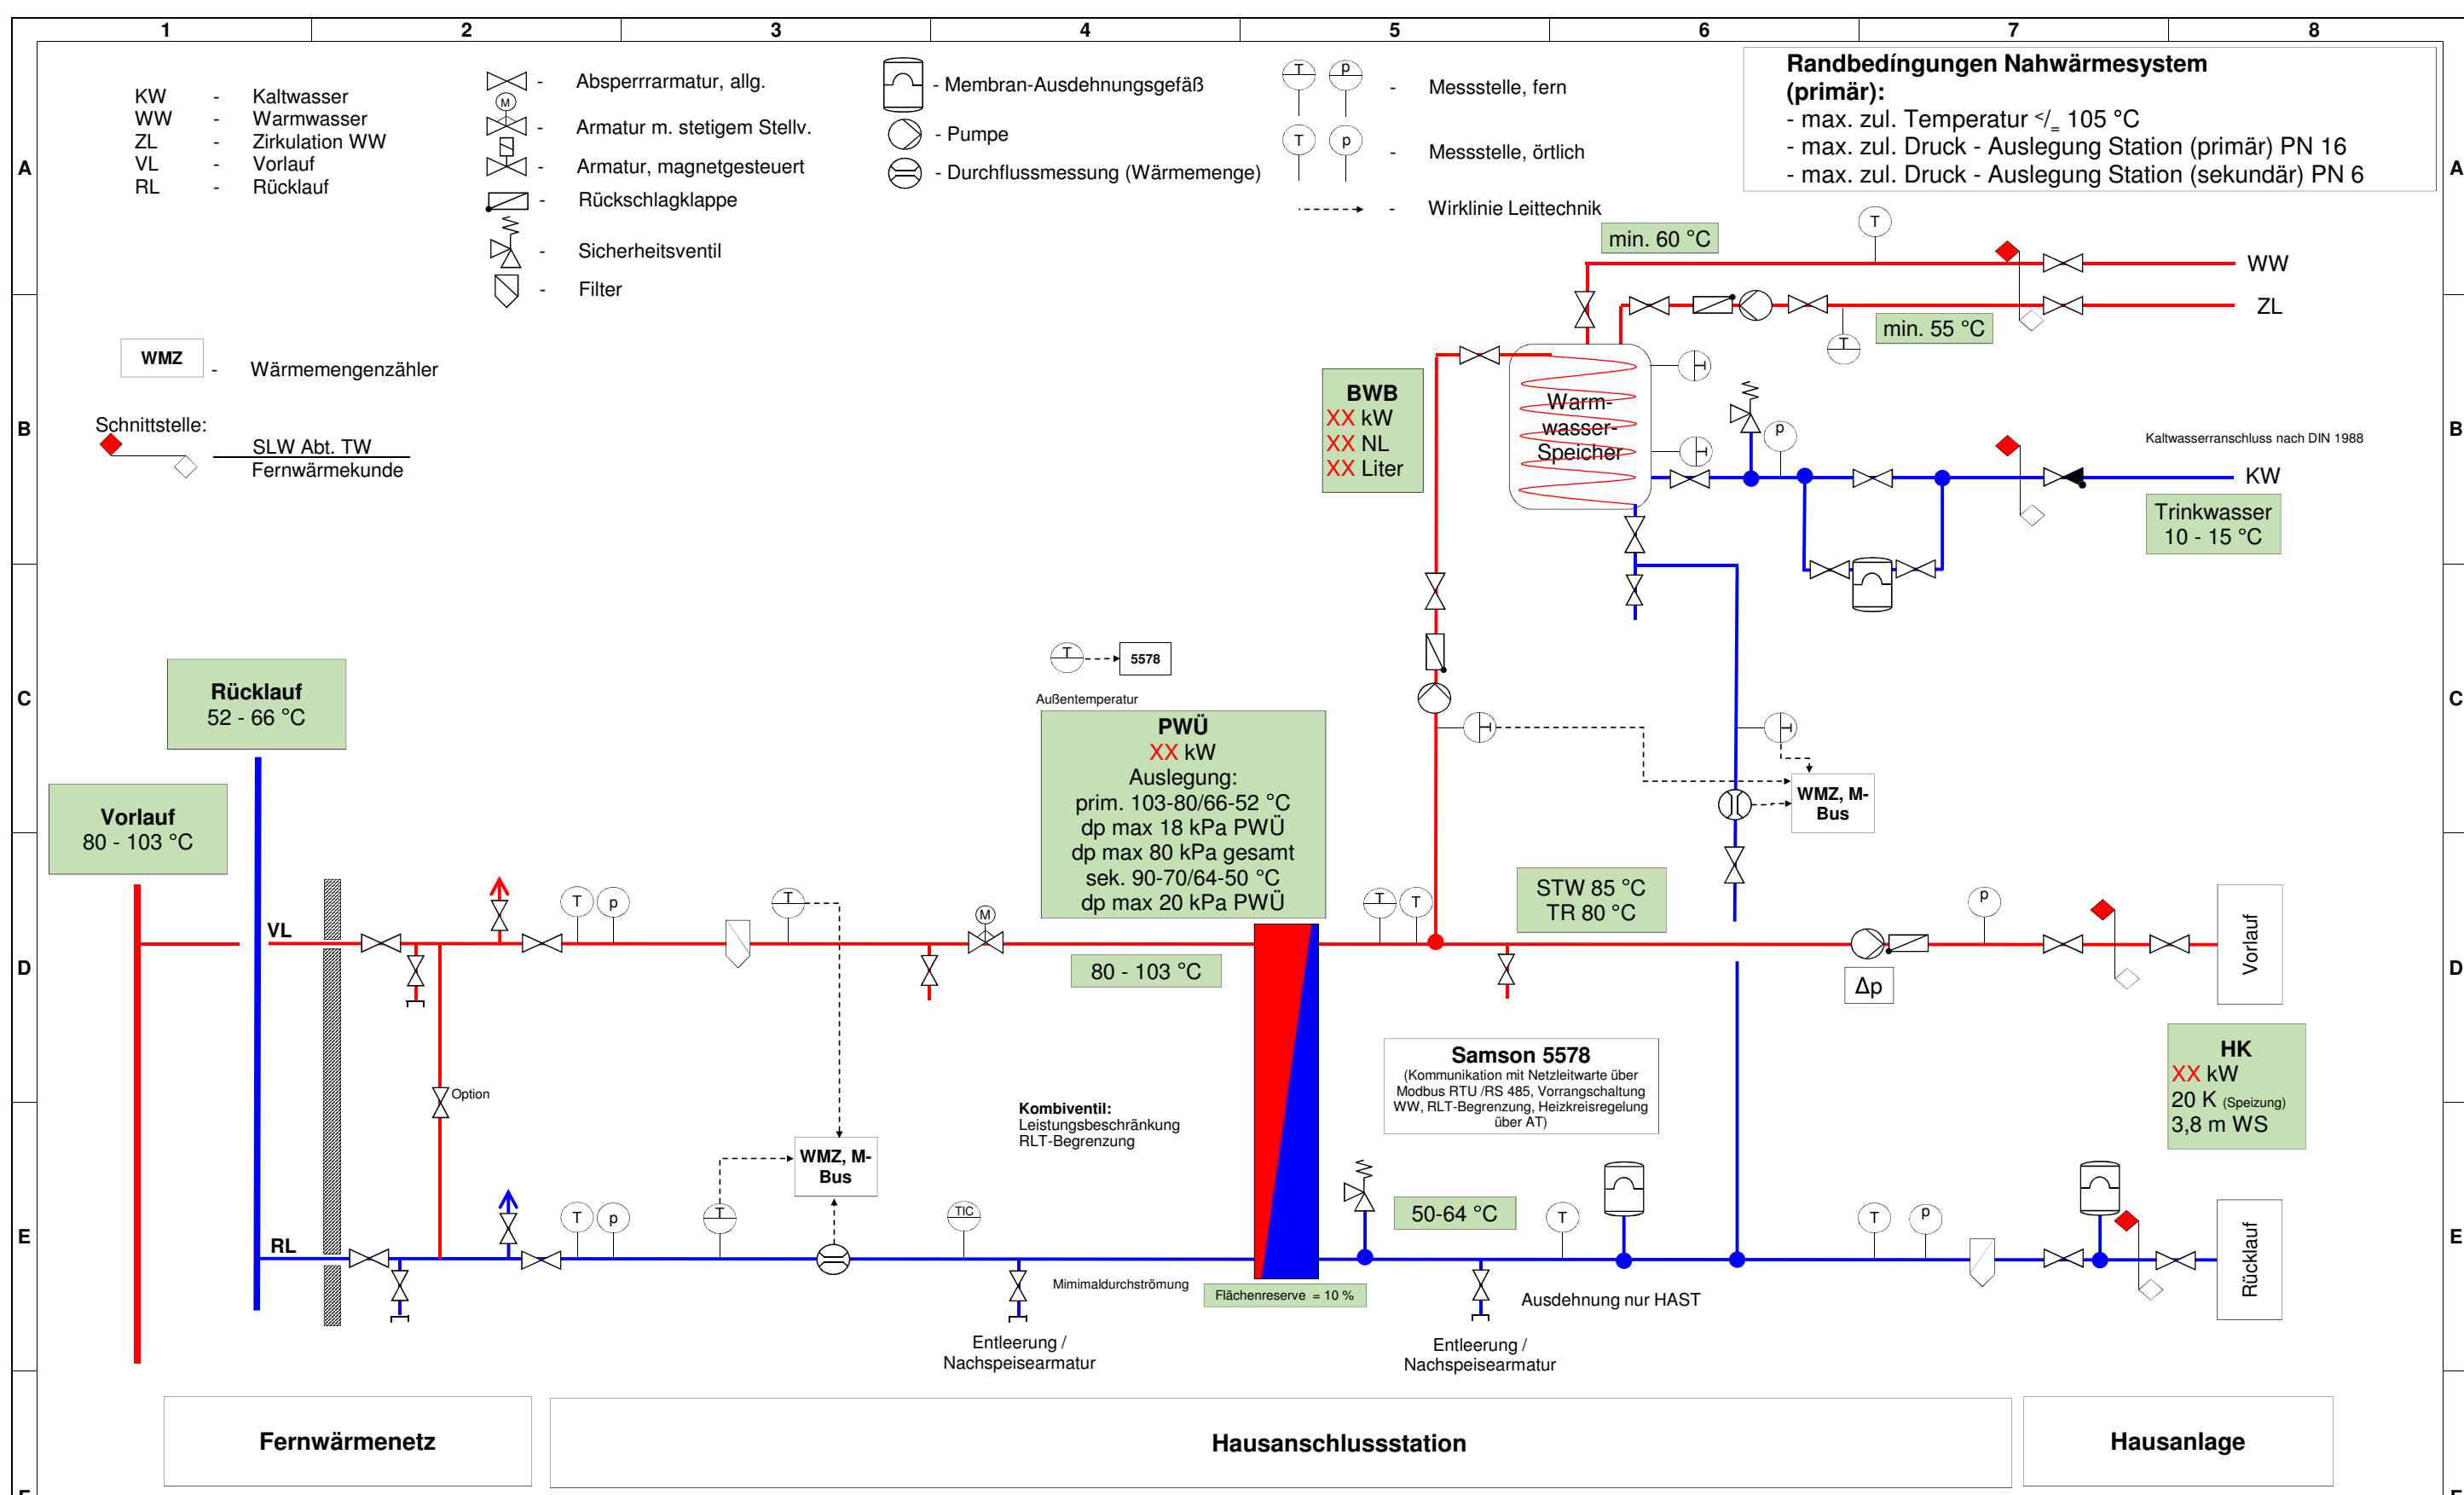 1 2 3 4 5 6 7 8
A
B
C
D
E
A
B
C
D
E
KW - Kaltwasser
WW - Warmwasser
ZL - Zirkulation WW
VL - Vorlauf
RL - Rücklauf
- Absperrarmatur, allg.
M
- Armatur m. stetigem Stellv.
- Armatur, magnetgesteuert
- Rückschlagklappe
- Sicherheitsventil
- Filter
- Membran-Ausdehnungsgefäß
- Pumpe
- Durchflussmessung (Wärmemenge)
T p - Messstelle, fern
T p - Messstelle, örtlich
- Wirklinie Leittechnik
Randbedíngungen Nahwärmesystem
(primär):
- max. zul. Temperatur </= 105 °C
- max. zul. Druck - Auslegung Station (primär) PN 16
- max. zul. Druck - Auslegung Station (sekundär) PN 6
WMZ - Wärmemengenzähler
Schnittstelle:
SLW Abt. TW
Fernwärmekunde
min. 60 °C
T
WW
ZL
min. 55 °C
T
T
BWB
XX kW
XX NL
XX Liter
Warm-
wasser-
Speicher
T
p
Kaltwasseranschluss nach DIN 1988
KW
Trinkwasser
10 - 15 °C
T
5578
Außentemperatur
Rücklauf
52 - 66 °C
Vorlauf
80 - 103 °C
PWÜ
XX kW
Auslegung:
prim. 103-80/66-52 °C
dp max 18 kPa PWÜ
dp max 80 kPa gesamt
sek. 90-70/64-50 °C
dp max 20 kPa PWÜ
T
T
WMZ, M-
Bus
STW 85 °C
TR 80 °C
VL
T p
T
M
T T
p
80 - 103 °C
Δp
Vorlauf
Option
Kombiventil:
Leistungsbeschränkung
RLT-Begrenzung
Samson 5578
(Kommunikation mit Netzleitwarte über
Modbus RTU /RS 485, Vorrangschaltung
WW, RLT-Begrenzung, Heizkreisregelung
über AT)
HK
XX kW
20 K (Speizung)
3,8 m WS
WMZ, M-
Bus
RL
T p
T
TIC
50-64 °C
T
T p
Rücklauf
Mimimaldurchströmung
Flächenreserve = 10 %
Ausdehnung nur HAST
Entleerung /
Nachspeisearmatur
Entleerung /
Nachspeisearmatur
Fernwärmenetz
Hausanschlussstation
Hausanlage